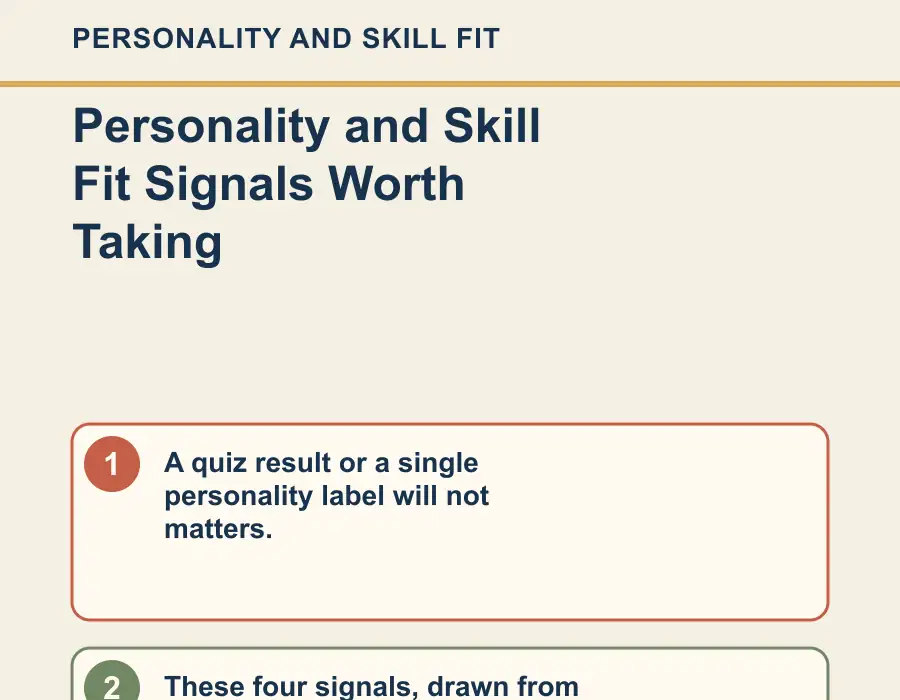 PERSONALITY AND SKILL FIT
Personality and Skill
Fit Signals Worth
Taking
1
A quiz result or a single
personality label will not
matters.
2
These four signals, drawn from